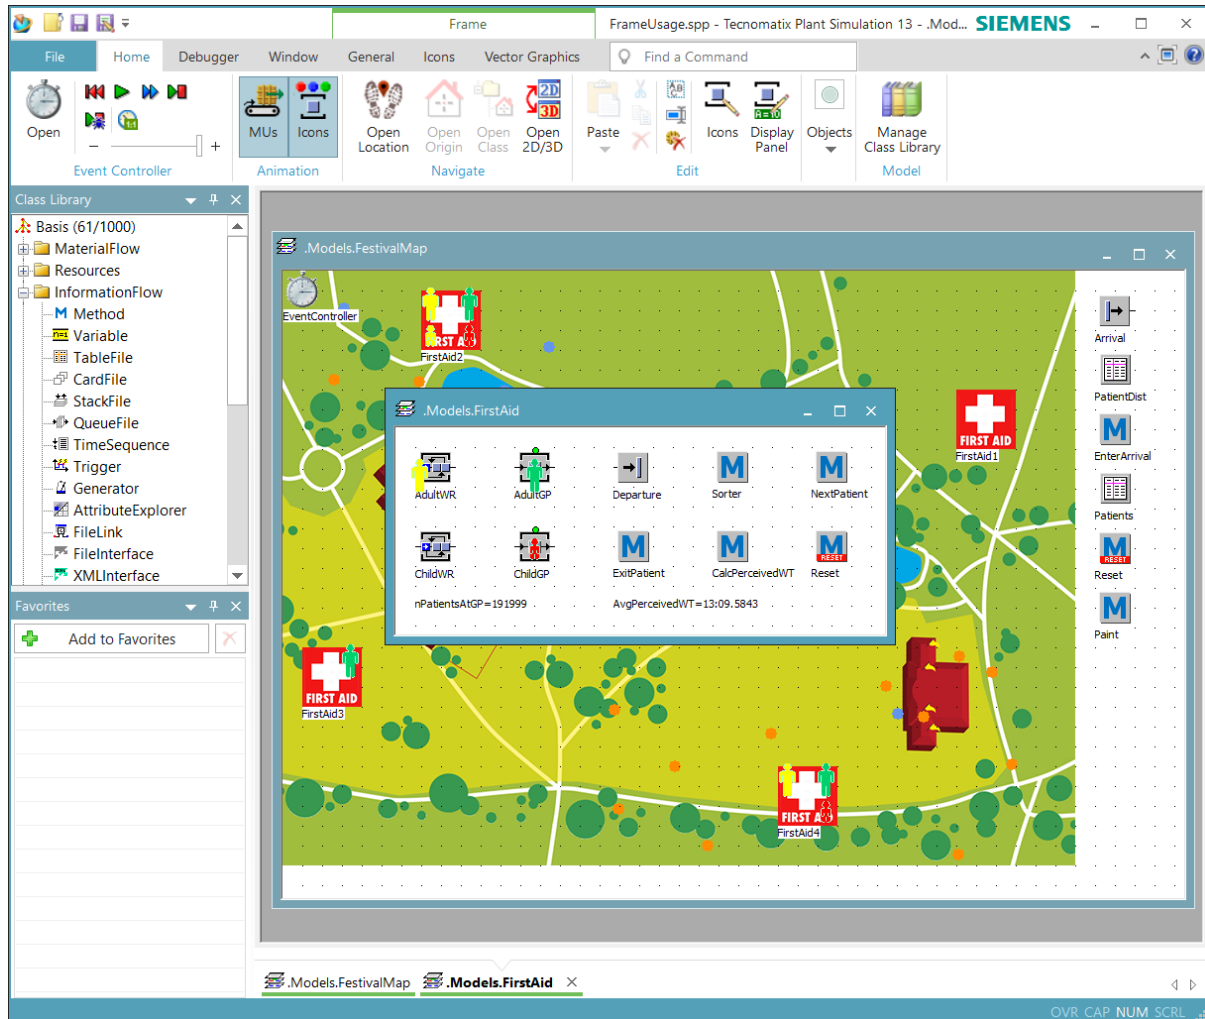 Frame
FrameUsage.spp - Tecnomatix Plant Simulation 13 - .Mod...
SIEMENS
File
Home
Debugger
Window
General
Icons
Vector Graphics
Find a Command
Open
MUs
Icons
Open Location
Open Origin
Open Class
Open 2D/3D
2D
3D
Paste
Icons
Display Panel
Objects
Manage Class Library
Event Controller
Animation
Navigate
Edit
Model
Class Library
Basis (61/1000)
MaterialFlow
Resources
InformationFlow
Method
Variable
TableFile
CardFile
StackFile
QueueFile
TimeSequence
Trigger
Generator
AttributeExplorer
FileLink
FileInterface
XMLInterface
Favorites
Add to Favorites
.Models.FestivalMap
EventController
FirstAid2
FIRST AID
FirstAid1
FIRST AID
FirstAid3
FIRST A
FirstAid4
Arrival
PatientDist
M
EnterArrival
Patients
M
RESET
Reset
M
Paint
.Models.FirstAid
AdultWR
AdultGP
Departure
M
Sorter
M
NextPatient
ChildWR
ChildGP
M
ExitPatient
M
CalcPerceivedWT
M
RESET
Reset
nPatientsAtGP=191999
AvgPerceivedWT=13:09.5843
.Models.FestivalMap
.Models.FirstAid
OVR CAP NUM SCRL